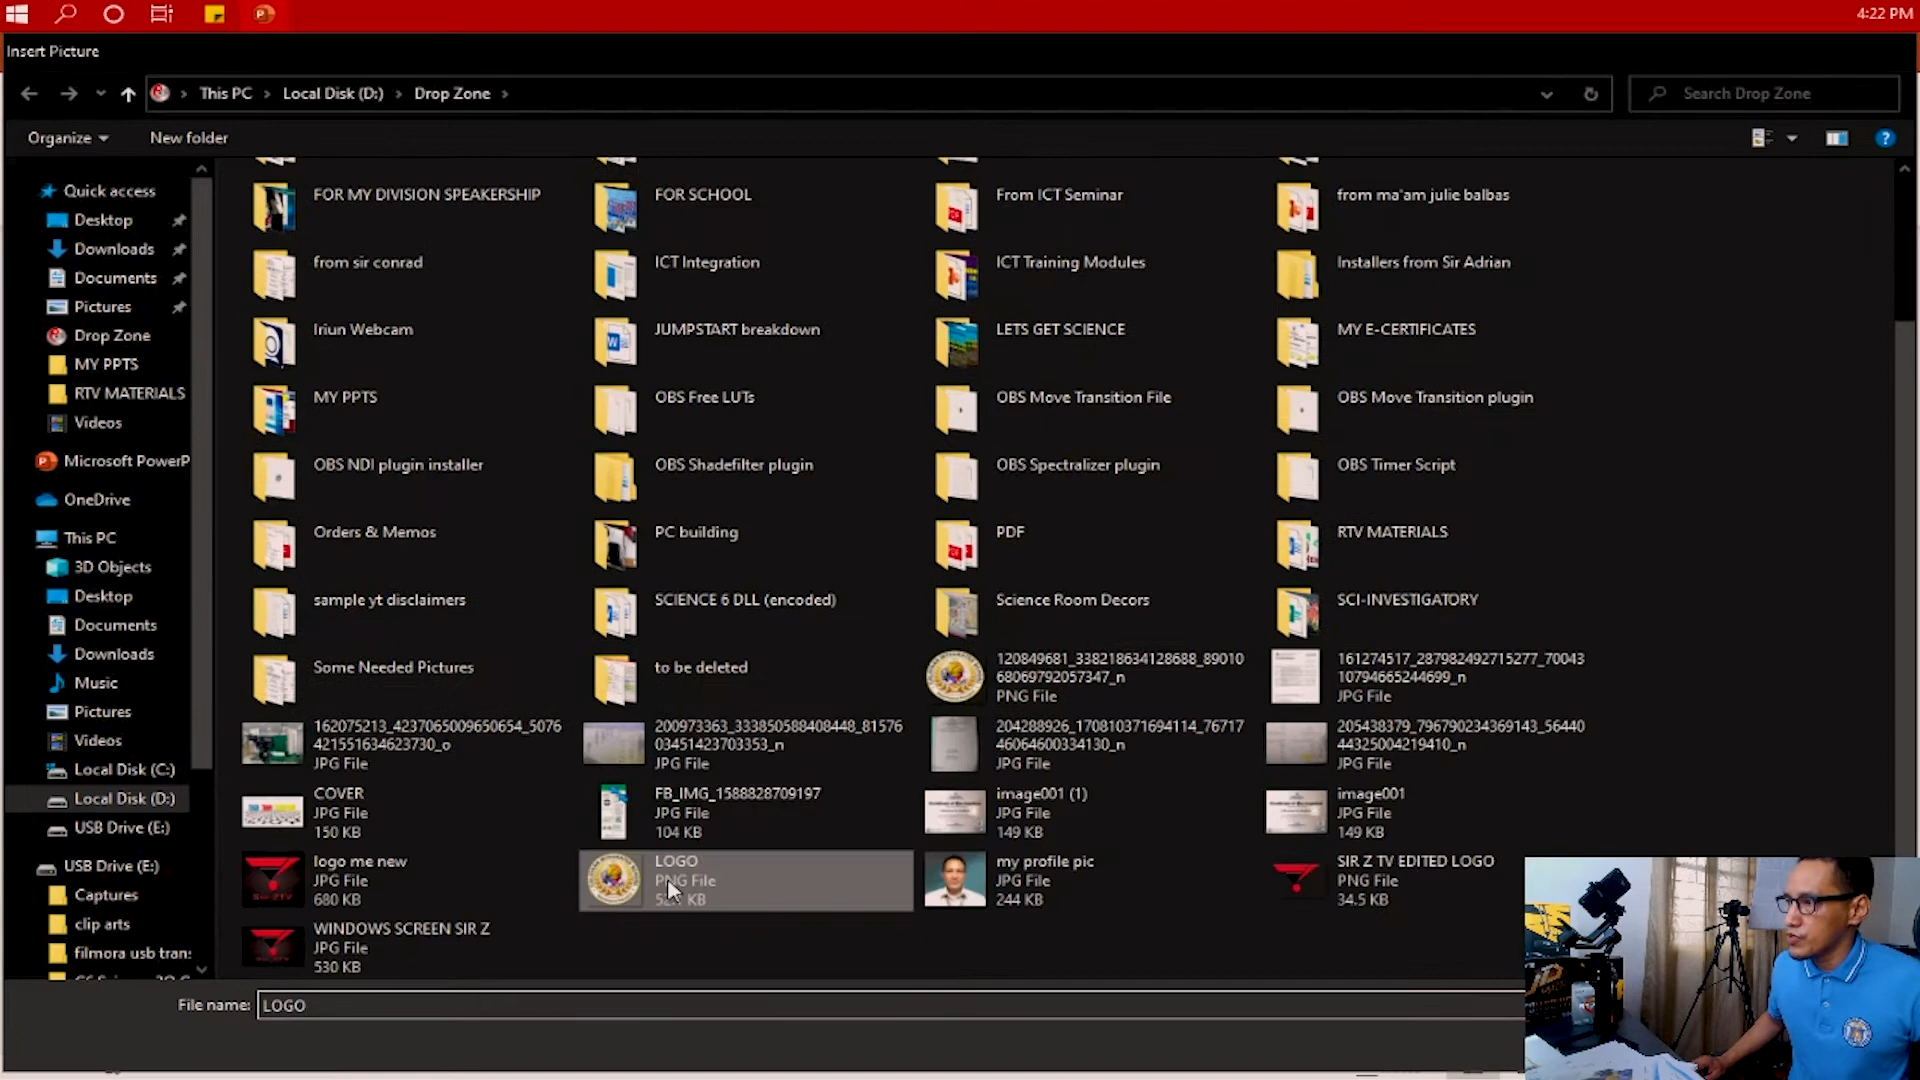 4:22 PM
Insert Picture
This PC > Local Disk (D:) > Drop Zone >
Search Drop Zone
Organize
New folder
Quick access
Desktop
Downloads
Documents
Pictures
Drop Zone
MY PPTS
RTV MATERIALS
Videos
Microsoft PowerP
OneDrive
This PC
3D Objects
Desktop
Documents
Downloads
Music
Pictures
Videos
Local Disk (C:)
Local Disk (D:)
USB Drive (E:)
USB Drive (E:)
Captures
clip arts
filmora usb tran:
FOR MY DIVISION SPEAKERSHIP
FOR SCHOOL
From ICT Seminar
from ma'am julie balbas
from sir conrad
ICT Integration
ICT Training Modules
Installers from Sir Adrian
Iriun Webcam
JUMPSTART breakdown
LETS GET SCIENCE
MY E-CERTIFICATES
MY PPTS
OBS Free LUTs
OBS Move Transition File
OBS Move Transition plugin
OBS NDI plugin installer
OBS Shadefilter plugin
OBS Spectralizer plugin
OBS Timer Script
Orders & Memos
PC building
PDF
RTV MATERIALS
sample yt disclaimers
SCIENCE 6 DLL (encoded)
Science Room Decors
SCI-INVESTIGATORY
Some Needed Pictures
to be deleted
120849681_338218634128688_89010
68069792057347_n
PNG File
161274517_287982492715277_70043
10794665244699_n
JPG File
162075213_4237065009650654_5076
421551634623730_o
JPG File
200973363_333850588408448_81576
03451423703353_n
JPG File
204288926_170810371694114_76717
46064600334130_n
JPG File
205438379_796790234369143_56440
44325004219410_n
JPG File
COVER
JPG File
150 KB
FB_IMG_1588828709197
JPG File
104 KB
image001 (1)
JPG File
149 KB
image001
JPG File
149 KB
logo me new
JPG File
680 KB
LOGO
PNG File
KB
my profile pic
JPG File
244 KB
SIR Z TV EDITED LOGO
PNG File
34.5 KB
WINDOWS SCREEN SIR Z
JPG File
530 KB
File name: LOGO